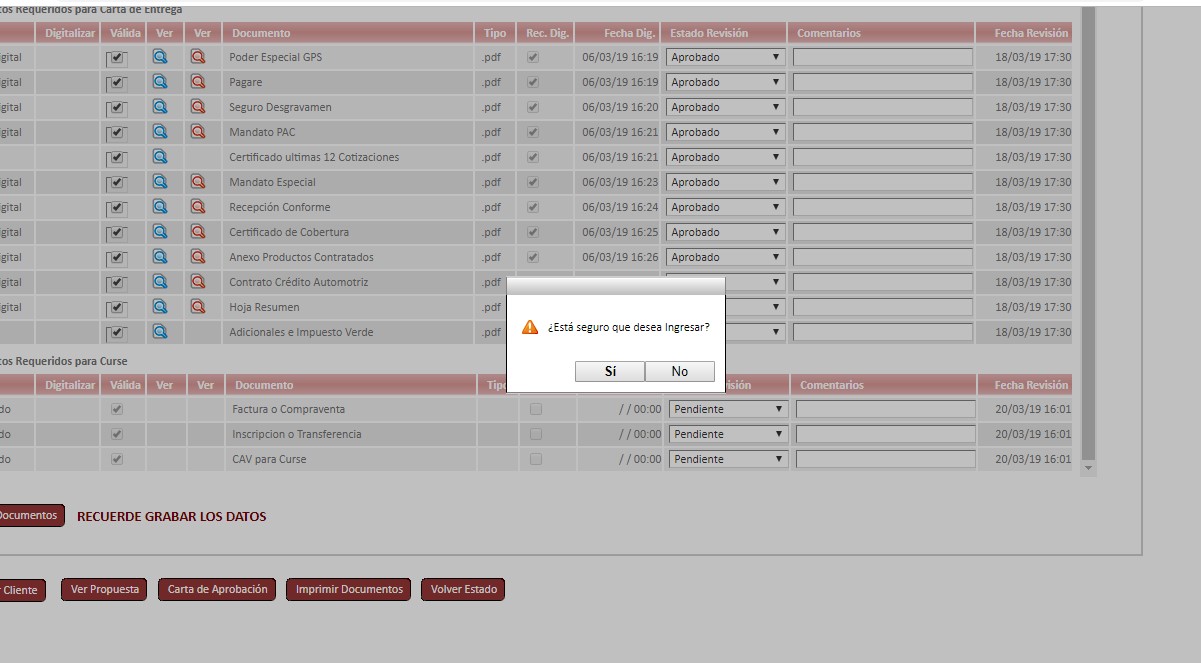 tos Requeridos para Carta de Entrega
Digitalizar Válida Ver Ver Documento Tipo Rec. Dig. Fecha Dig. Estado Revisión Comentarios Fecha Revisión
igital Poder Especial GPS .pdf 06/03/19 16:19 Aprobado 18/03/19 17:30
igital Pagare .pdf 06/03/19 16:19 Aprobado 18/03/19 17:30
igital Seguro Desgravamen .pdf 06/03/19 16:20 Aprobado 18/03/19 17:30
igital Mandato PAC .pdf 06/03/19 16:21 Aprobado 18/03/19 17:30
Certificado ultimas 12 Cotizaciones .pdf 06/03/19 16:21 Aprobado 18/03/19 17:30
igital Mandato Especial .pdf 06/03/19 16:23 Aprobado 18/03/19 17:30
igital Recepción Conforme .pdf 06/03/19 16:24 Aprobado 18/03/19 17:30
igital Certificado de Cobertura .pdf 06/03/19 16:25 Aprobado 18/03/19 17:30
igital Anexo Productos Contratados .pdf 06/03/19 16:26 Aprobado 18/03/19 17:30
igital Contrato Crédito Automotriz .pdf 18/03/19 17:30
igital Hoja Resumen .pdf 18/03/19 17:30
Adicionales e Impuesto Verde .pdf 18/03/19 17:30
¿Está seguro que desea Ingresar?
Sí No
tos Requeridos para Curse
Digitalizar Válida Ver Ver Documento Tipo isión Comentarios Fecha Revisión
do Factura o Compraventa / / 00:00 Pendiente 20/03/19 16:01
do Inscripcion o Transferencia / / 00:00 Pendiente 20/03/19 16:01
do CAV para Curse / / 00:00 Pendiente 20/03/19 16:01
Documentos RECUERDE GRABAR LOS DATOS
r Cliente Ver Propuesta Carta de Aprobación Imprimir Documentos Volver Estado